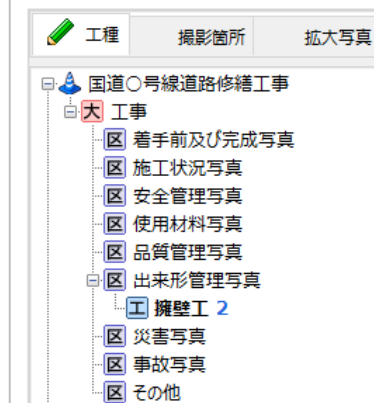 工種 撮影箇所 拡大写真
国道〇号線道路修繕工事
大 工事
区 着手前及び完成写真
区 施工状況写真
区 安全管理写真
区 使用材料写真
区 品質管理写真
区 出来形管理写真
工 擁壁工 2
区 災害写真
区 事故写真
区 その他